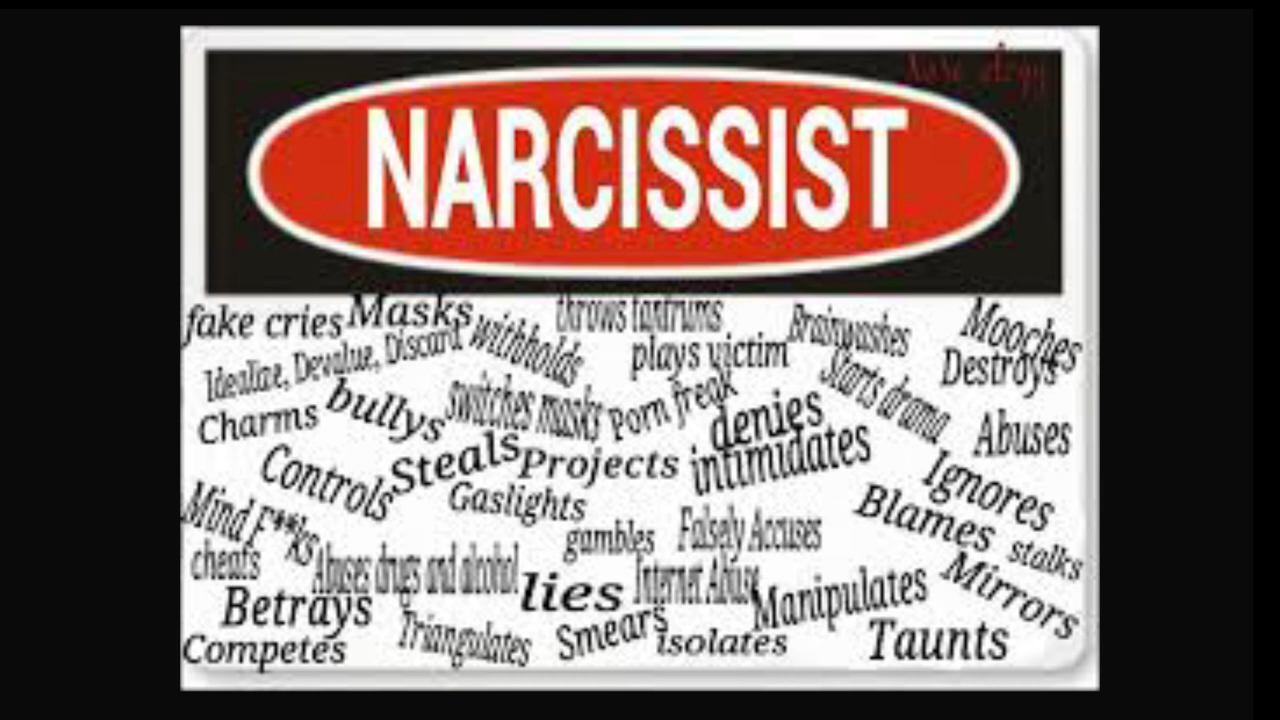 NARCISSIST
fake cries
Masks
throws tantrums
Brainwashes
Mooches
Idealize, Devalue, Discard
withholds
plays victim
Starts drama
Destroys
Charms
bullys
switches masks
Porn freak
denies
Abuses
Controls
Steals
Projects
intimidates
Ignores
Mind F**ks
Gaslights
gambles
Falsely Accuses
Blames
stalks
cheats
Abuses drugs and alcohol
lies
Internet Abuse
Manipulates
Mirrors
Betrays
Triangulates
Smears
isolates
Taunts
Competes